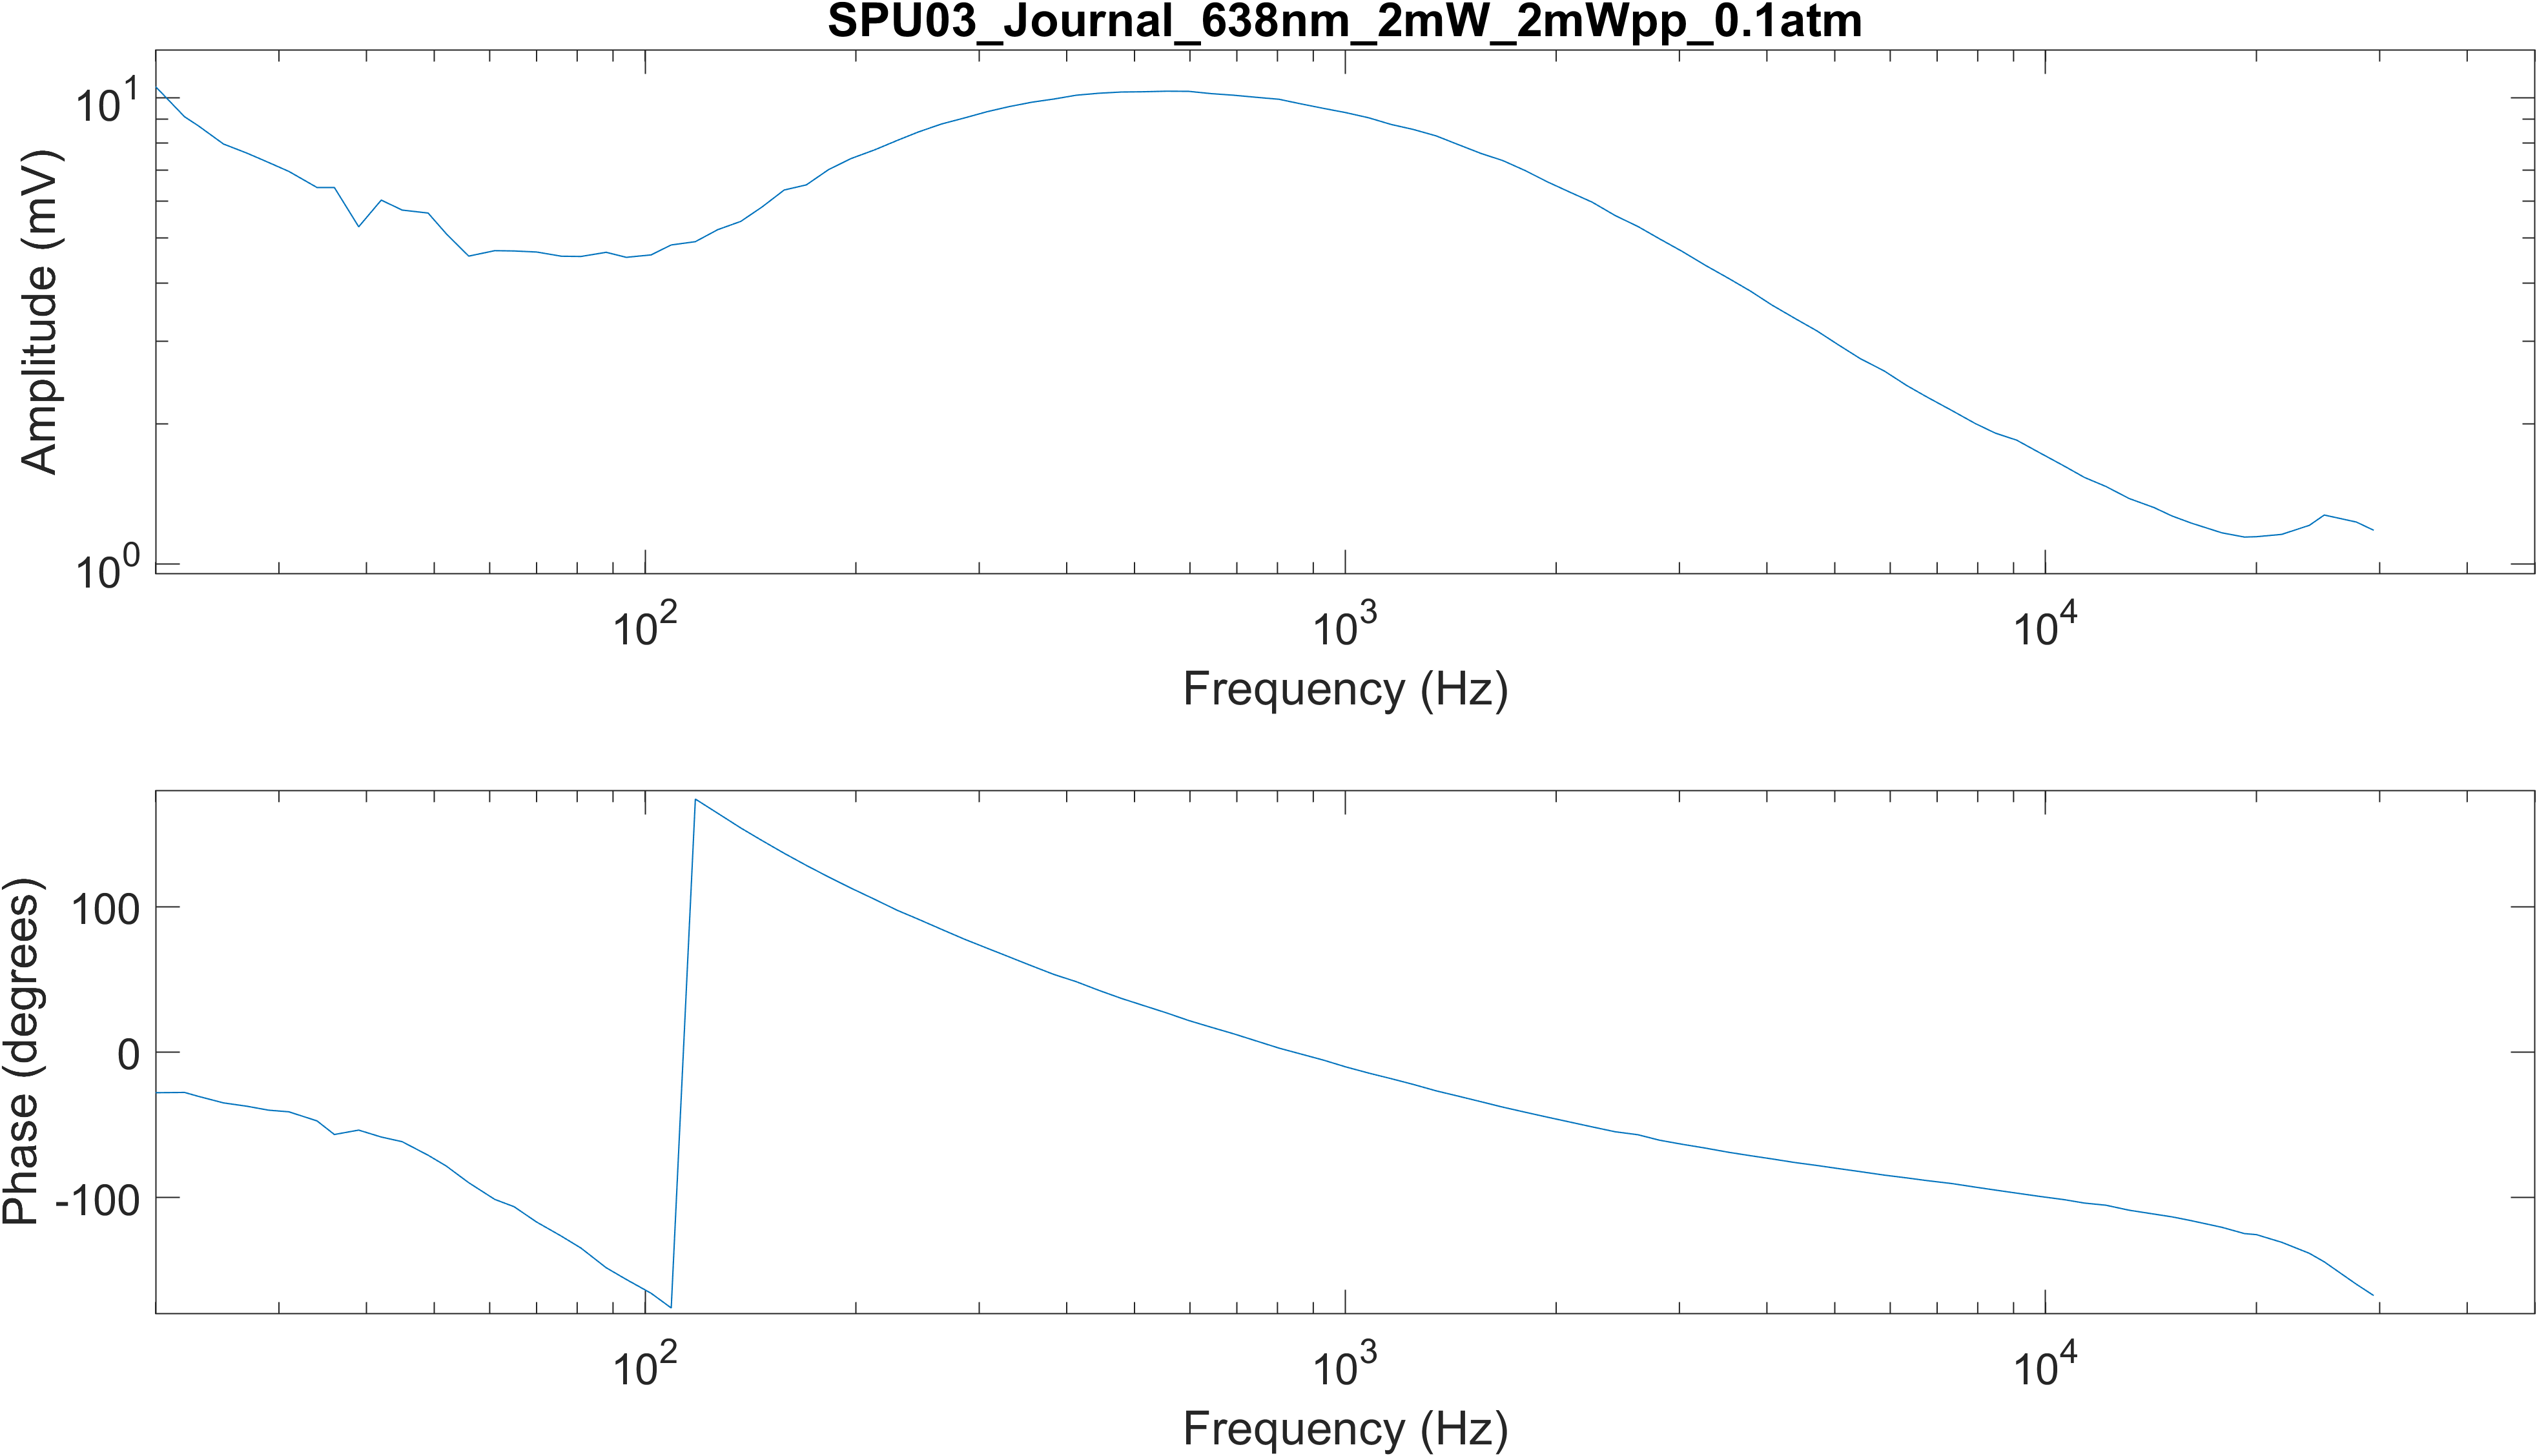 SPU03_Journal_638nm_2mW_2mWpp_0.1atm
10^1
10^0
Amplitude (mV)
10^2
10^3
10^4
Frequency (Hz)
100
0
-100
Phase (degrees)
10^2
10^3
10^4
Frequency (Hz)